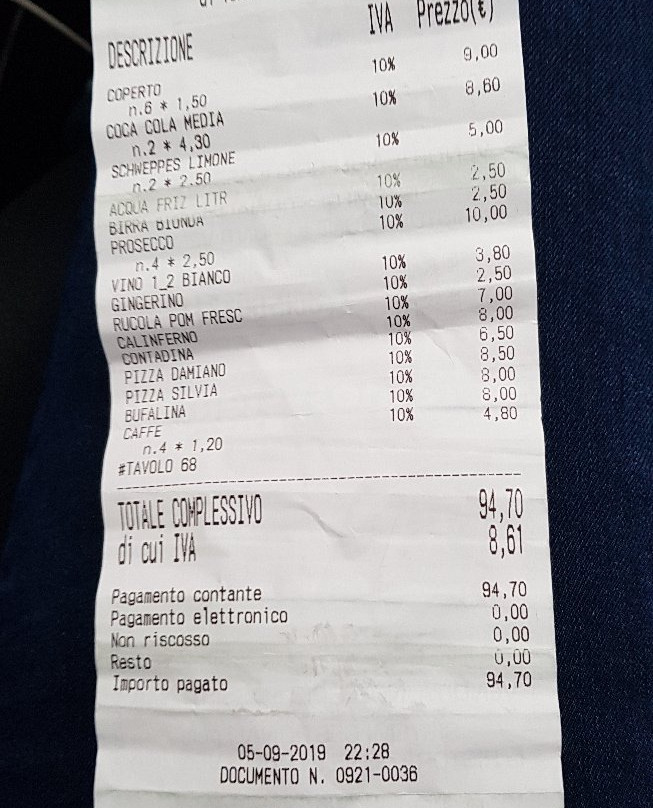 IVA Prezzo(€)
DESCRIZIONE
COPERTO 10% 9,00
n.6 * 1,50
COCA COLA MEDIA 10% 8,60
n.2 * 4,30
SCHWEPPES LIMONE 10% 5,00
n.2 * 2,50
ACQUA FRIZ LITR 10% 2,50
BIRRA BIONDA 10% 2,50
PROSECCO 10% 10,00
n.4 * 2,50
VINO 1_2 BIANCO 10% 3,80
GINGERINO 10% 2,50
RUCOLA POM FRESC 10% 7,00
CALINFERNO 10% 8,00
CONTADINA 10% 6,50
PIZZA DAMIANO 10% 8,50
PIZZA SILVIA 10% 8,00
BUFALINA 10% 8,00
CAFFE 10% 4,80
n.4 * 1,20
#TAVOLO 68
TOTALE COMPLESSIVO 94,70
di cui IVA 8,61
Pagamento contante 94,70
Pagamento elettronico 0,00
Non riscosso 0,00
Resto 0,00
Importo pagato 94,70
05-09-2019 22:28
DOCUMENTO N. 0921-0036